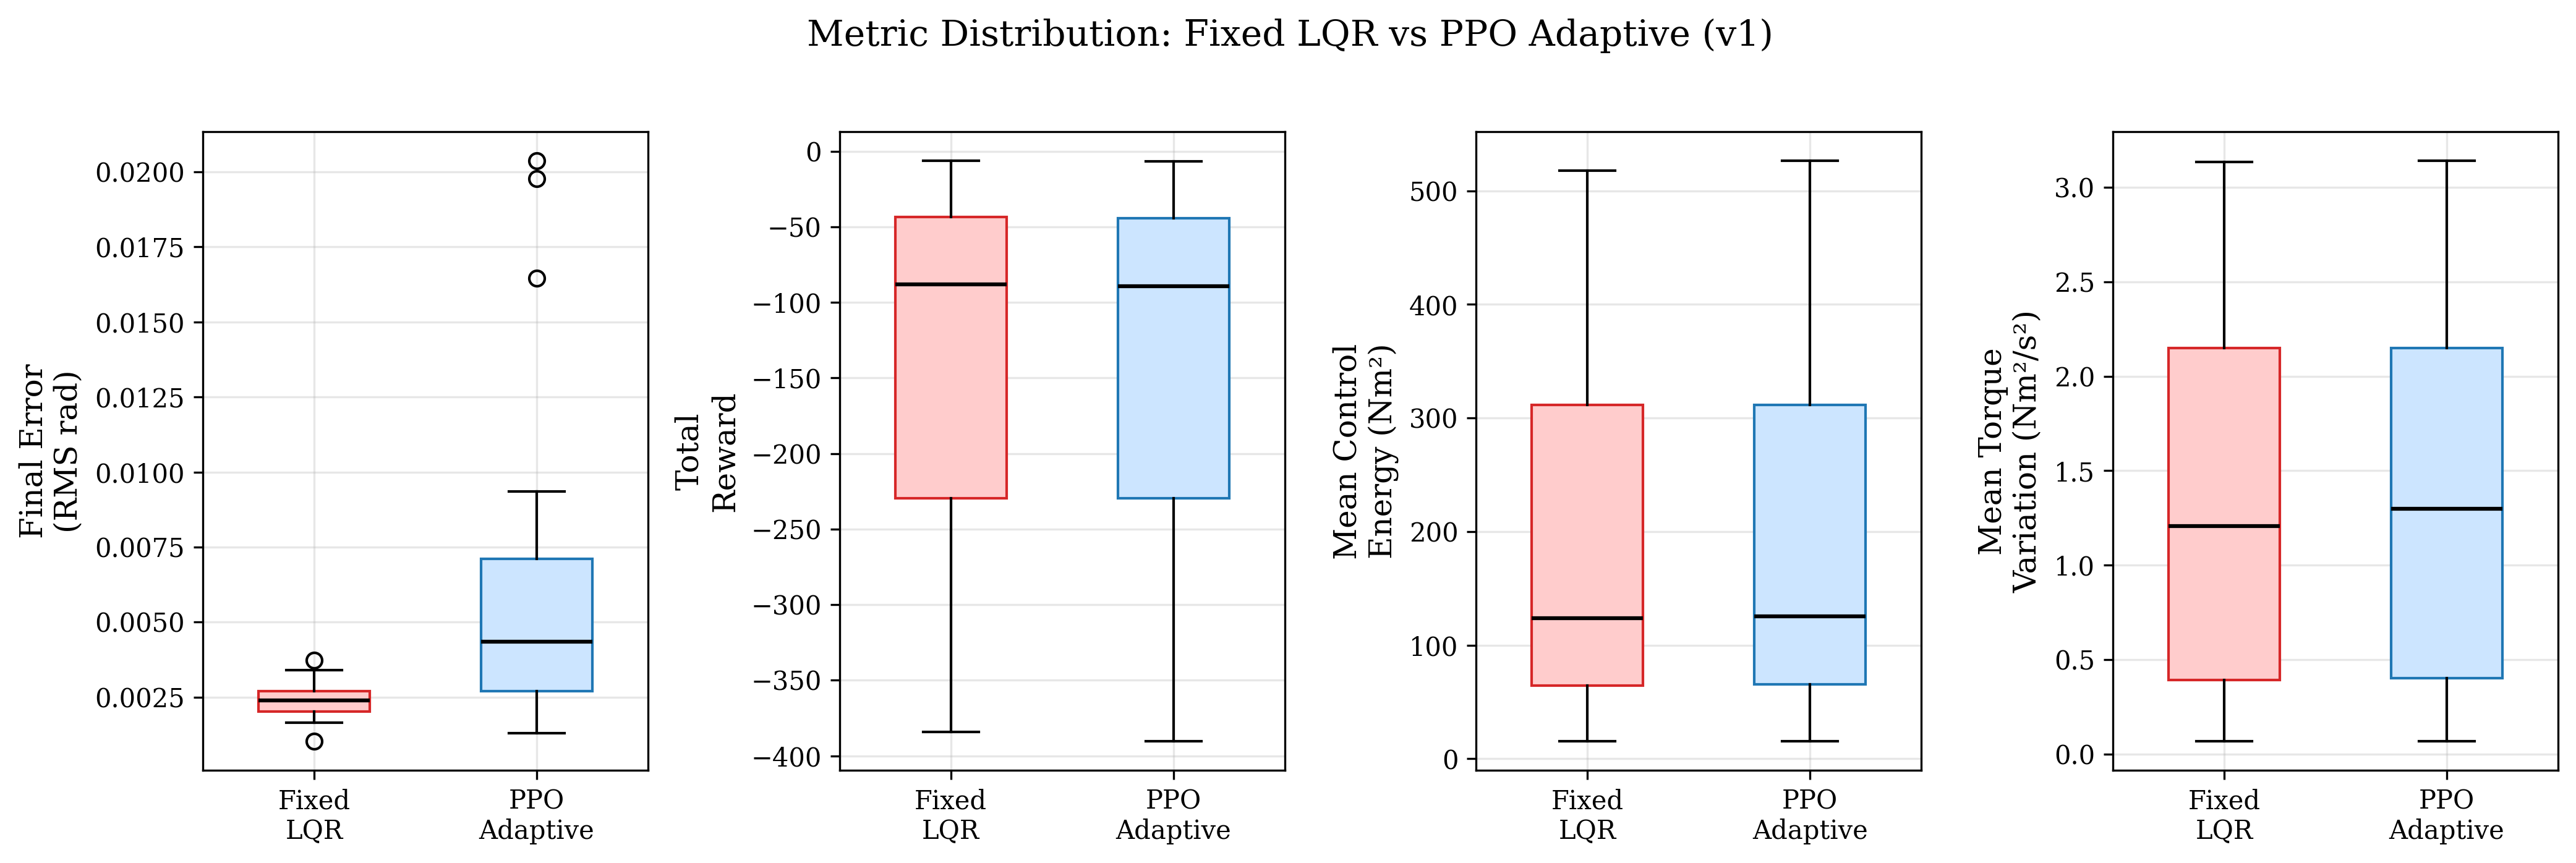 Metric Distribution: Fixed LQR vs PPO Adaptive (v1)
Final Error
(RMS rad)
0.0200
0.0175
0.0150
0.0125
0.0100
0.0075
0.0050
0.0025
Fixed
LQR
PPO
Adaptive
Total
Reward
0
−50
−100
−150
−200
−250
−300
−350
−400
Fixed
LQR
PPO
Adaptive
Mean Control
Energy (Nm²)
500
400
300
200
100
0
Fixed
LQR
PPO
Adaptive
Mean Torque
Variation (Nm²/s²)
3.0
2.5
2.0
1.5
1.0
0.5
0.0
Fixed
LQR
PPO
Adaptive